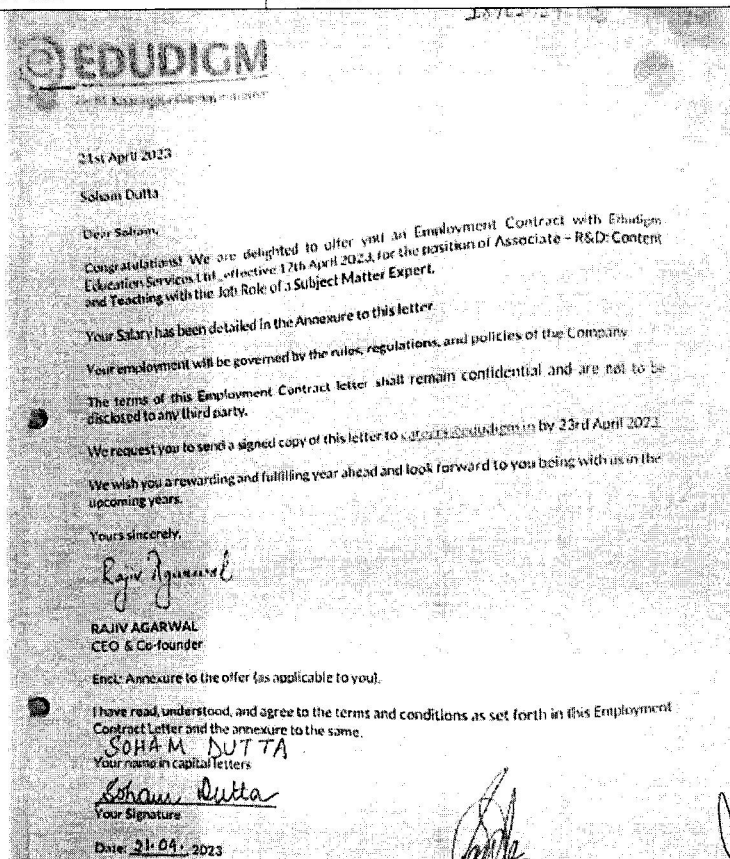 EDUDIGM
21st April 2023
Soham Dutta
Dear Soham,
Congratulations! We are delighted to offer you an Employment Contract with Edudigm
Education Services Ltd., effective 17th April 2023, for the position of Associate – R&D: Content
and Teaching with the Job Role of a Subject Matter Expert.
Your Salary has been detailed in the Annexure to this letter.
Your employment will be governed by the rules, regulations, and policies of the Company
The terms of this Employment Contract letter shall remain confidential and are not to be
disclosed to any third party.
We request you to send a signed copy of this letter to by 23rd April 2023.
We wish you a rewarding and fulfilling year ahead and look forward to you being with us in the
upcoming years.
Yours sincerely,
Rajiv Agarwal
RAJIV AGARWAL
CEO & Co-founder
Encl: Annexure to the offer (as applicable to you).
I have read, understood, and agree to the terms and conditions as set forth in this Employment
Contract Letter and the annexure to the same.
SOHAM DUTTA
Your name in capital letters
Soham Dutta
Your Signature
Date: 21.04. 2023